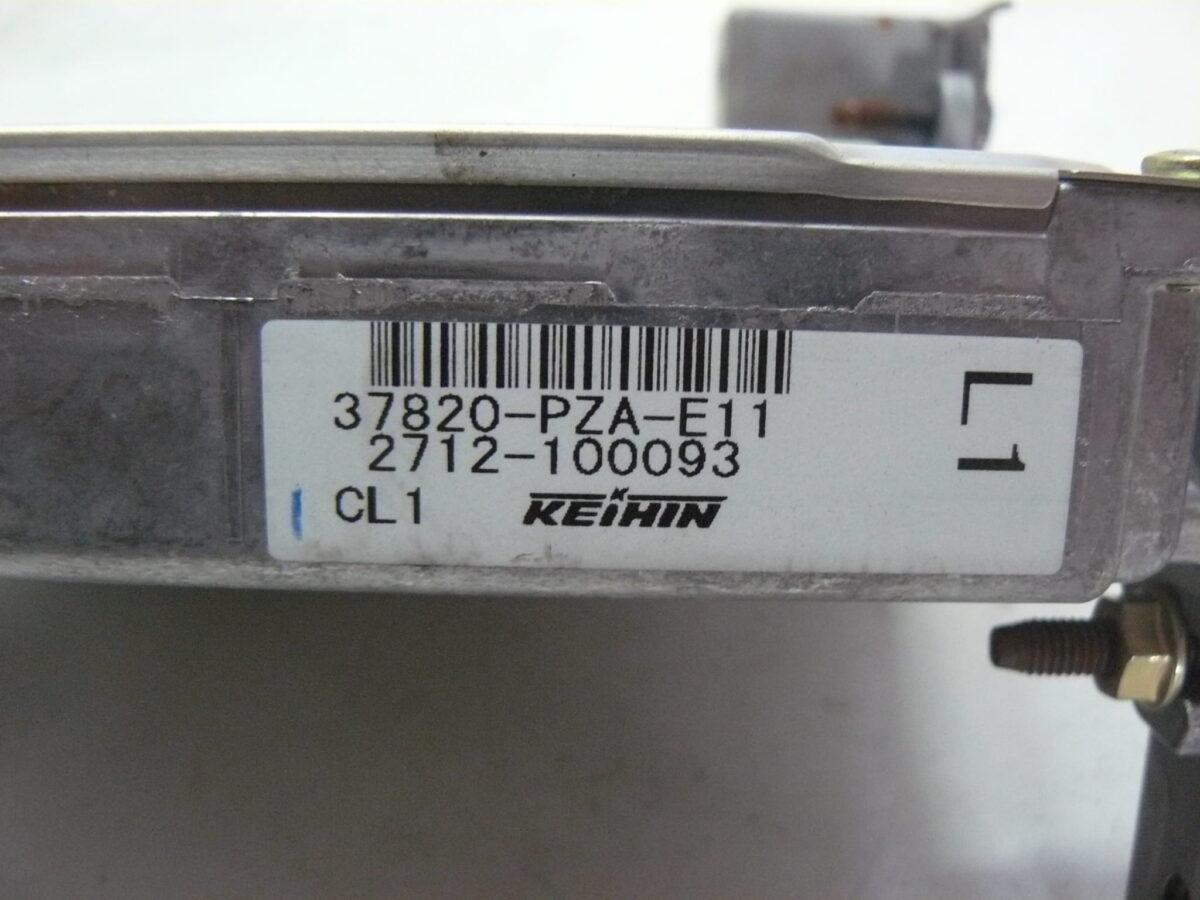 37820-PZA-E11
2712-100093
CL1 KEIHIN
L1